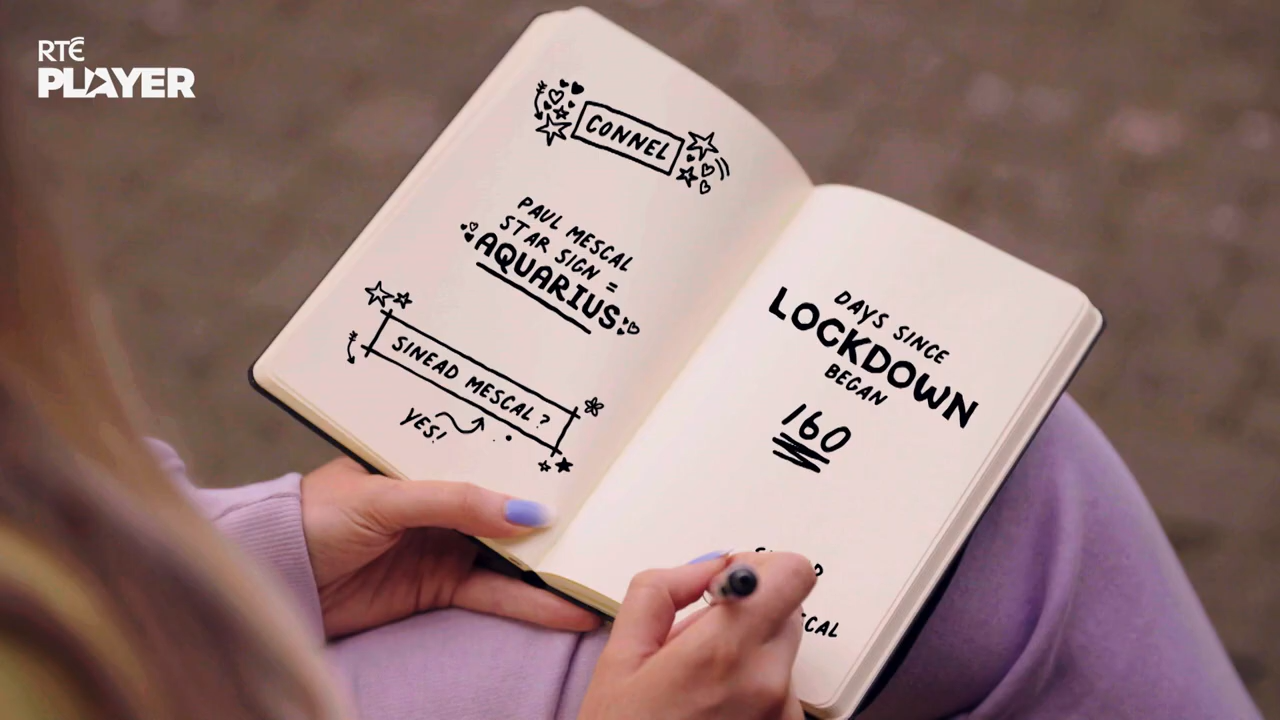 RTÉ
PLAYER
CONNEL
PAUL MESCAL
STAR SIGN =
AQUARIUS
SINEAD MESCAL?
YES!
DAYS SINCE
LOCKDOWN
BEGAN
160